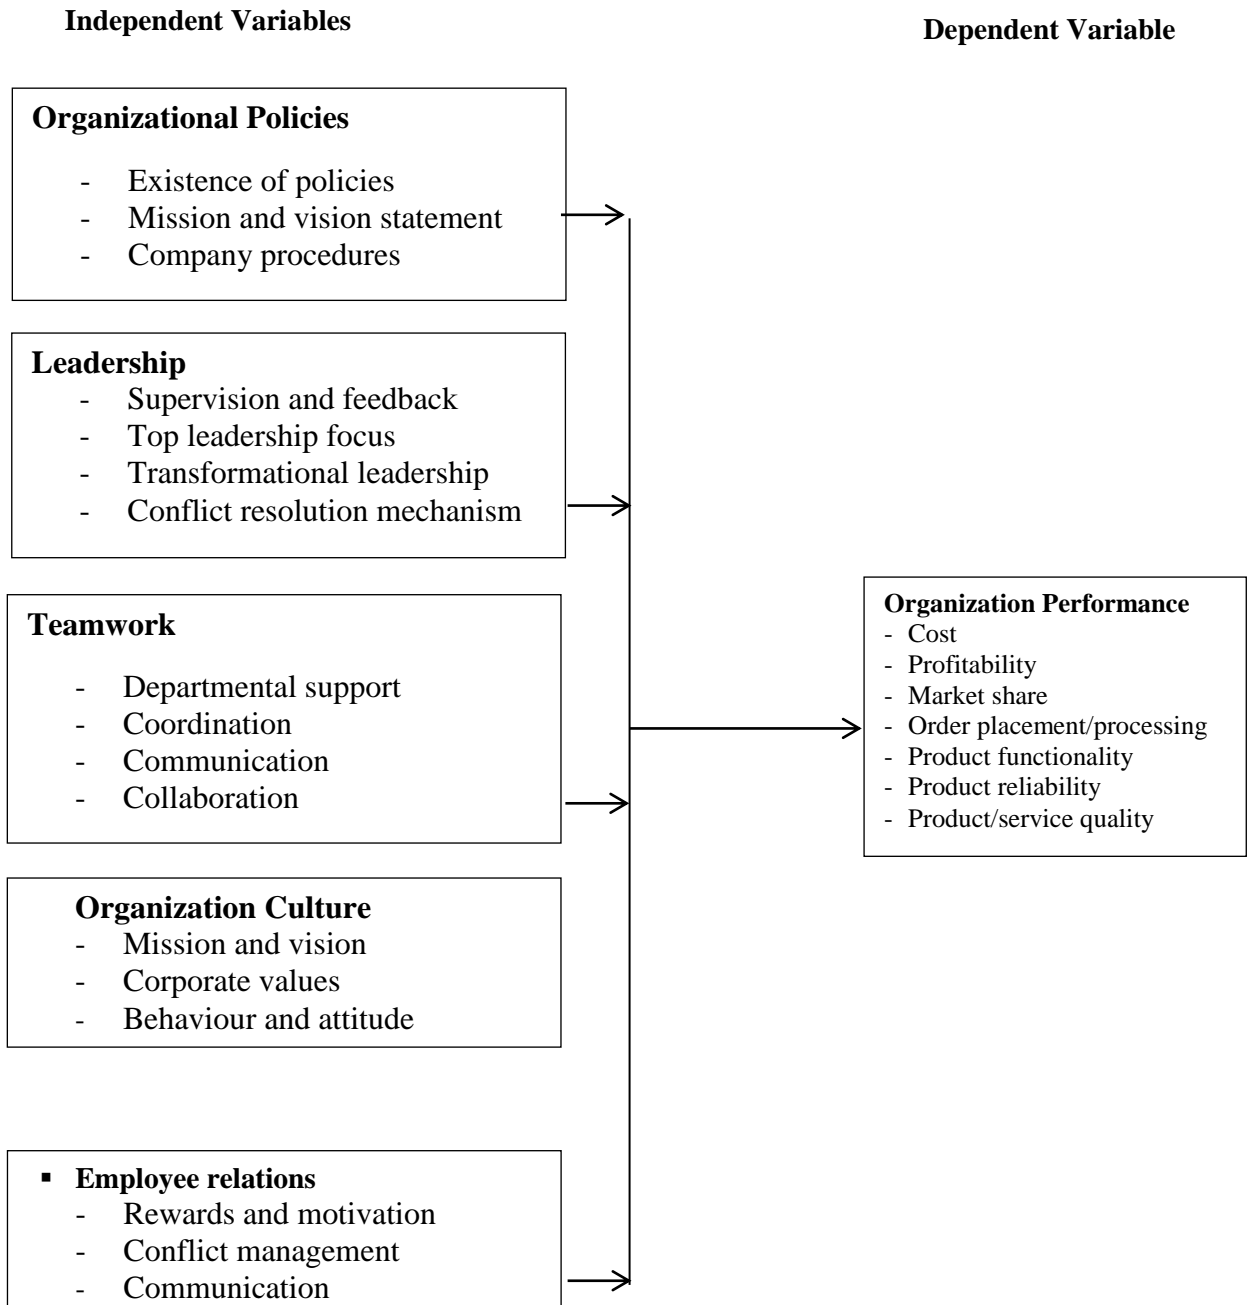 Independent Variables
Dependent Variable
Organizational Policies
- Existence of policies
- Mission and vision statement
- Company procedures
Leadership
- Supervision and feedback
- Top leadership focus
- Transformational leadership
- Conflict resolution mechanism
Teamwork
- Departmental support
- Coordination
- Communication
- Collaboration
Organization Culture
- Mission and vision
- Corporate values
- Behaviour and attitude
▪ Employee relations
- Rewards and motivation
- Conflict management
- Communication
Organization Performance
- Cost
- Profitability
- Market share
- Order placement/processing
- Product functionality
- Product reliability
- Product/service quality